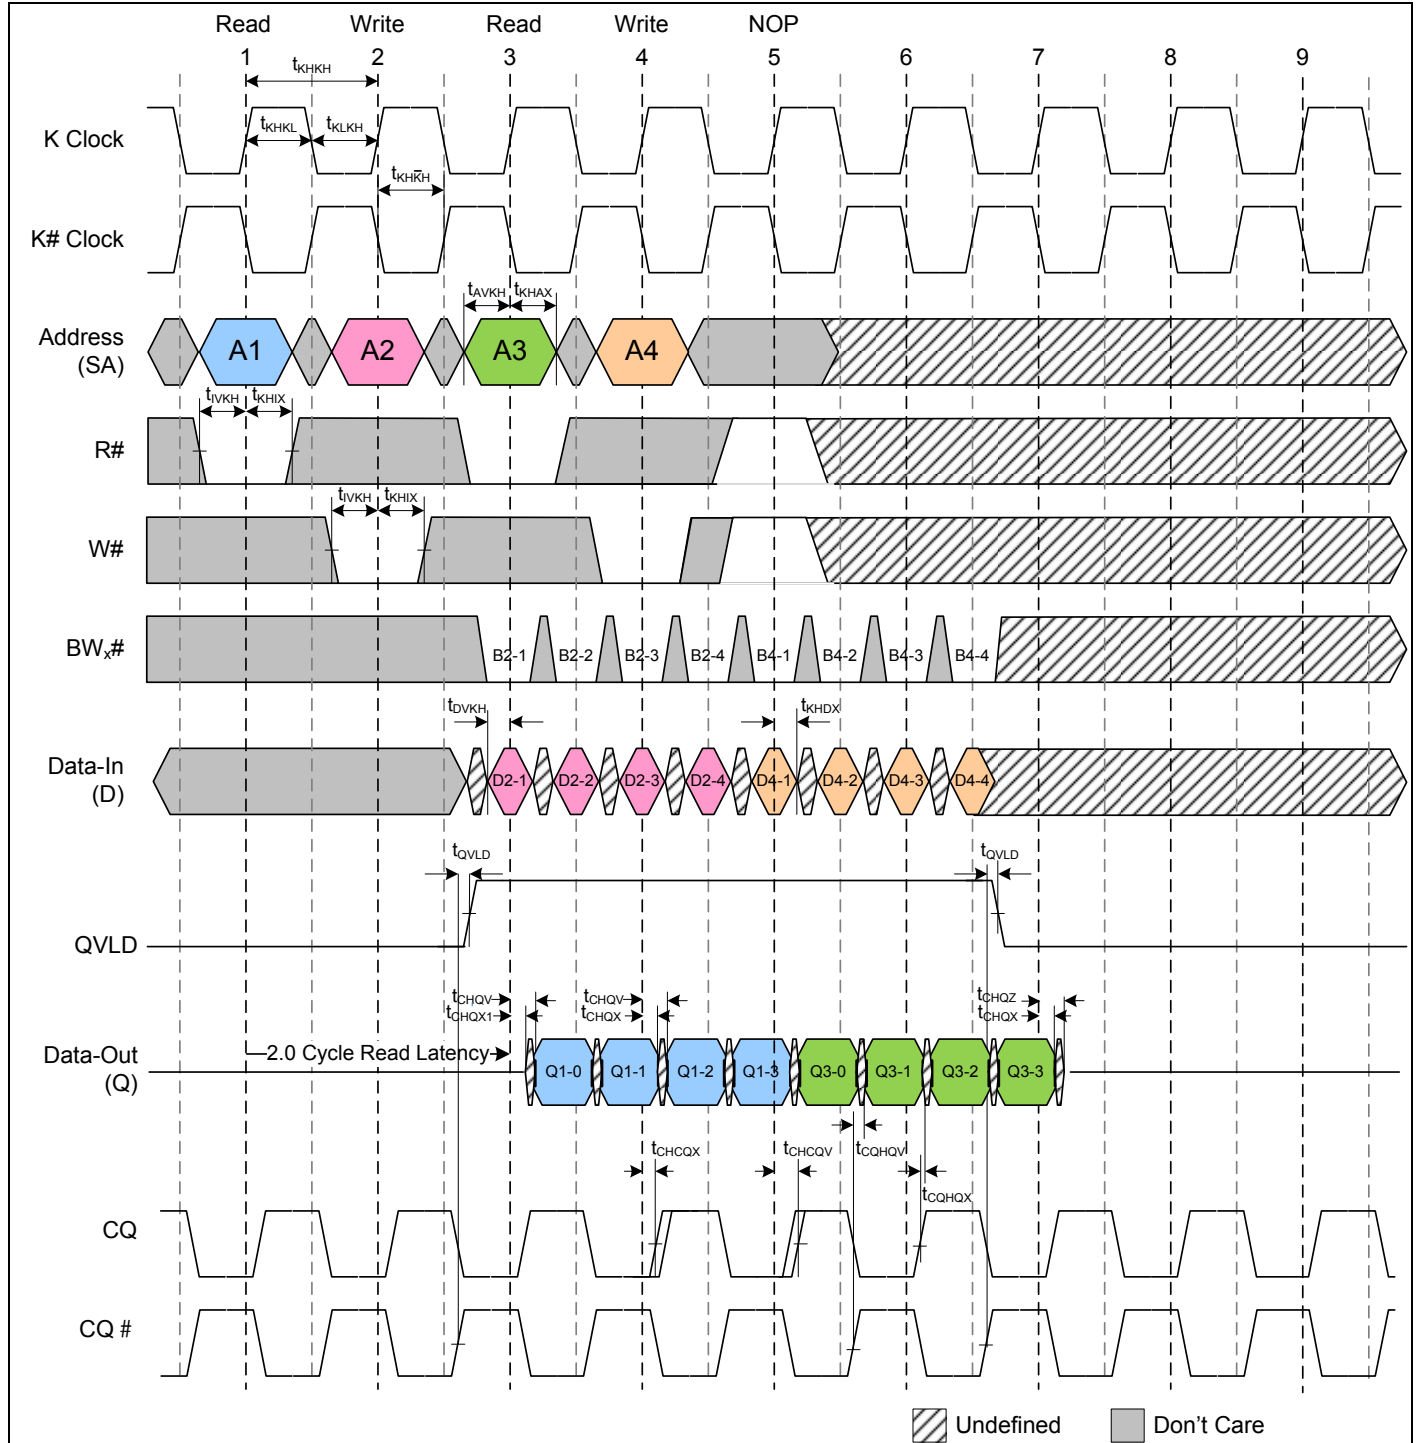 Read Write Read Write NOP
1 2 3 4 5 6 7 8 9
tKHKH
K Clock
tKHKL tKLKH
tKHK̅H
K# Clock
tAVKH tKHAX
Address
(SA)
A1 A2 A3 A4
tIVKH tKHIX
R#
tIVKH tKHIX
W#
BWx#
B2-1 B2-2 B2-3 B2-4 B4-1 B4-2 B4-3 B4-4
tDVKH tKHDX
Data-In
(D)
D2-1 D2-2 D2-3 D2-4 D4-1 D4-2 D4-3 D4-4
tQVLD tQVLD
QVLD
tCHQV tCHQV tCHQZ
tCHQX1 tCHQX tCHQX
Data-Out
(Q)
2.0 Cycle Read Latency
Q1-0 Q1-1 Q1-2 Q1-3 Q3-0 Q3-1 Q3-2 Q3-3
tCHCQX tCHCQV tCQHQV
tCQHQX
CQ
CQ #
Undefined Don't Care